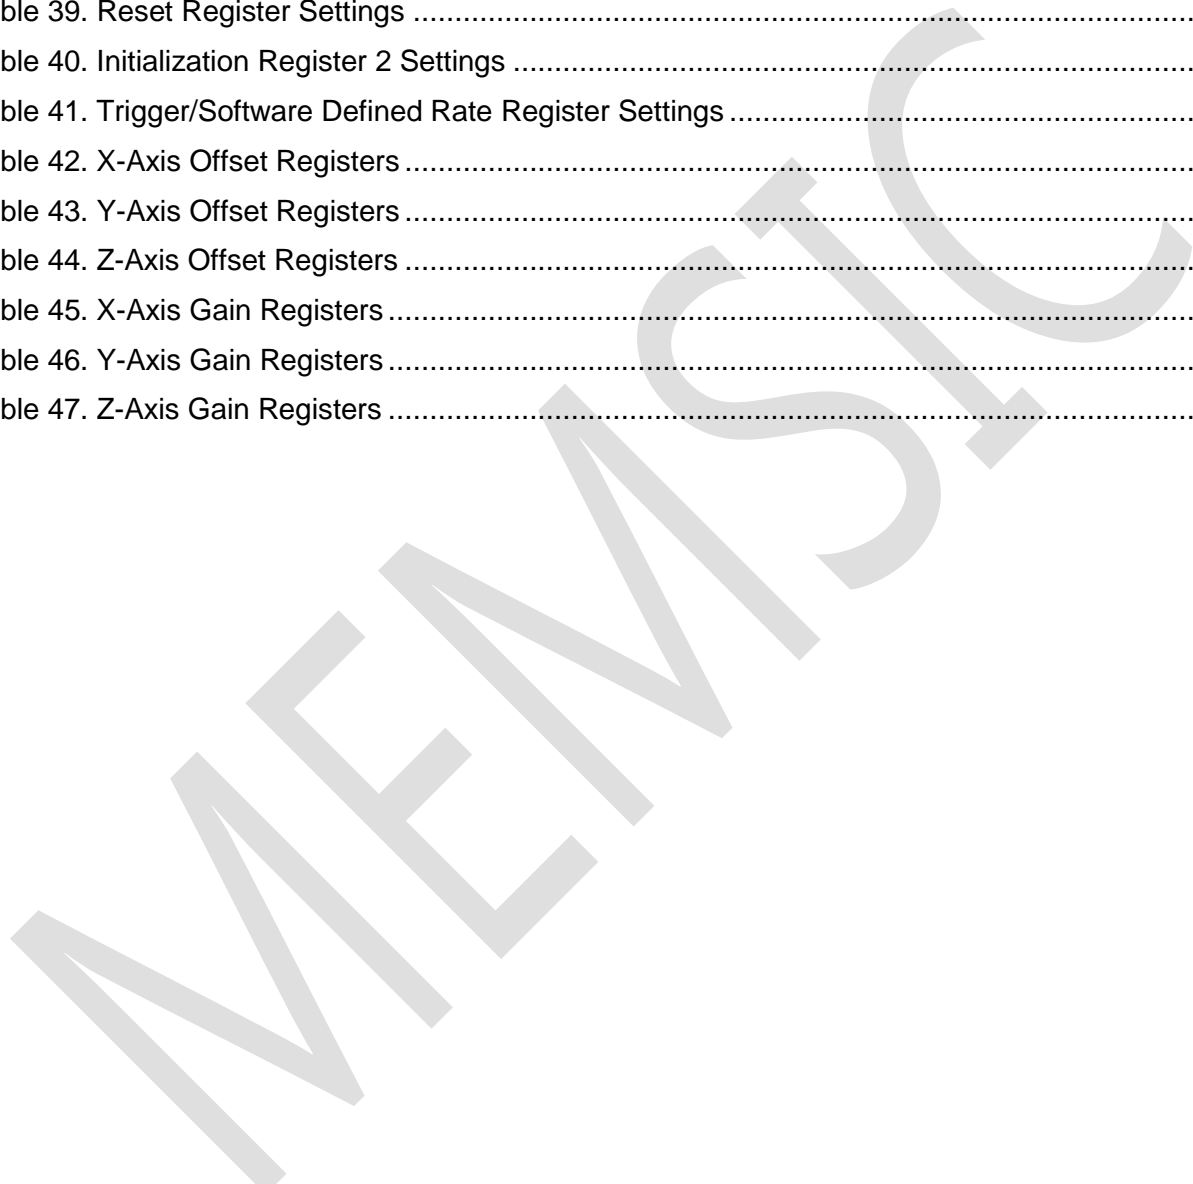 ble 39. Reset Register Settings ........................................................................................................
ble 40. Initialization Register 2 Settings ........................................................................................
ble 41. Trigger/Software Defined Rate Register Settings ............................................................
ble 42. X-Axis Offset Registers ........................................................................................................
ble 43. Y-Axis Offset Registers ........................................................................................................
ble 44. Z-Axis Offset Registers ........................................................................................................
ble 45. X-Axis Gain Registers ..........................................................................................................
ble 46. Y-Axis Gain Registers ..........................................................................................................
ble 47. Z-Axis Gain Registers ..........................................................................................................
MEMSIC